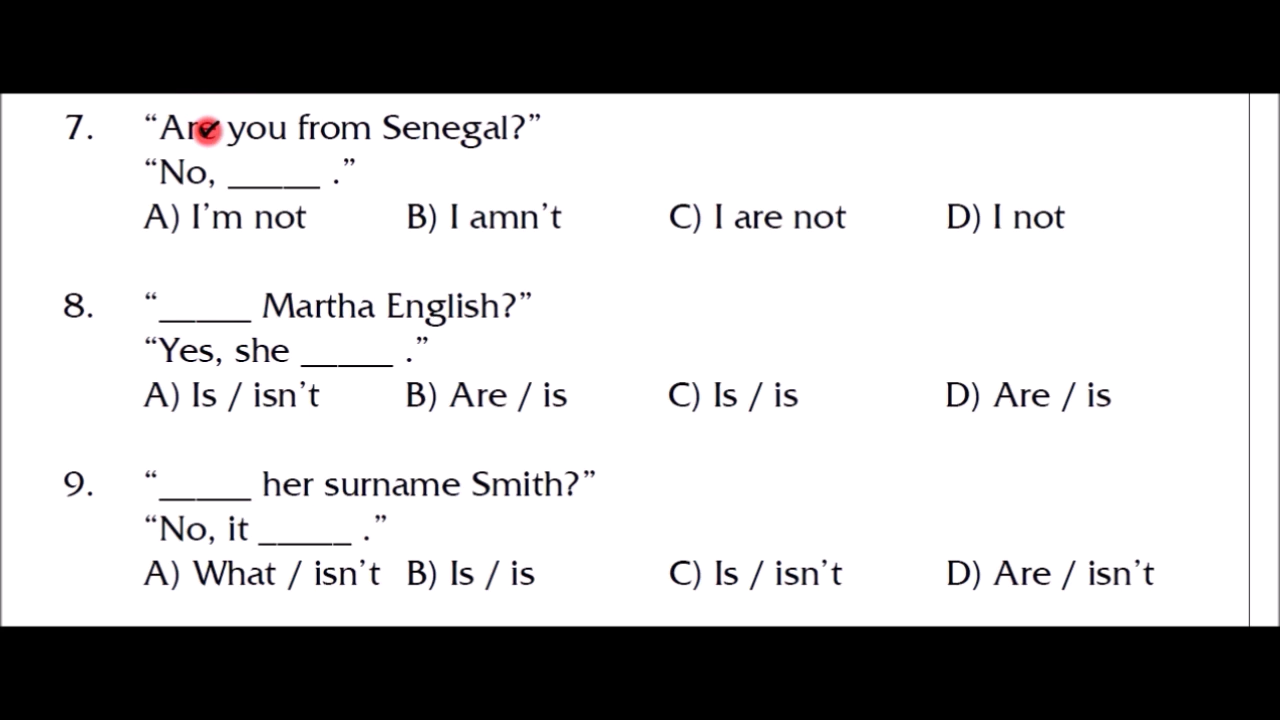 7. “Are you from Senegal?”
“No, _____ .”
A) I’m not B) I amn’t C) I are not D) I not
8. “_____ Martha English?”
“Yes, she _____ .”
A) Is / isn’t B) Are / is C) Is / is D) Are / is
9. “_____ her surname Smith?”
“No, it _____ .”
A) What / isn’t B) Is / is C) Is / isn’t D) Are / isn’t